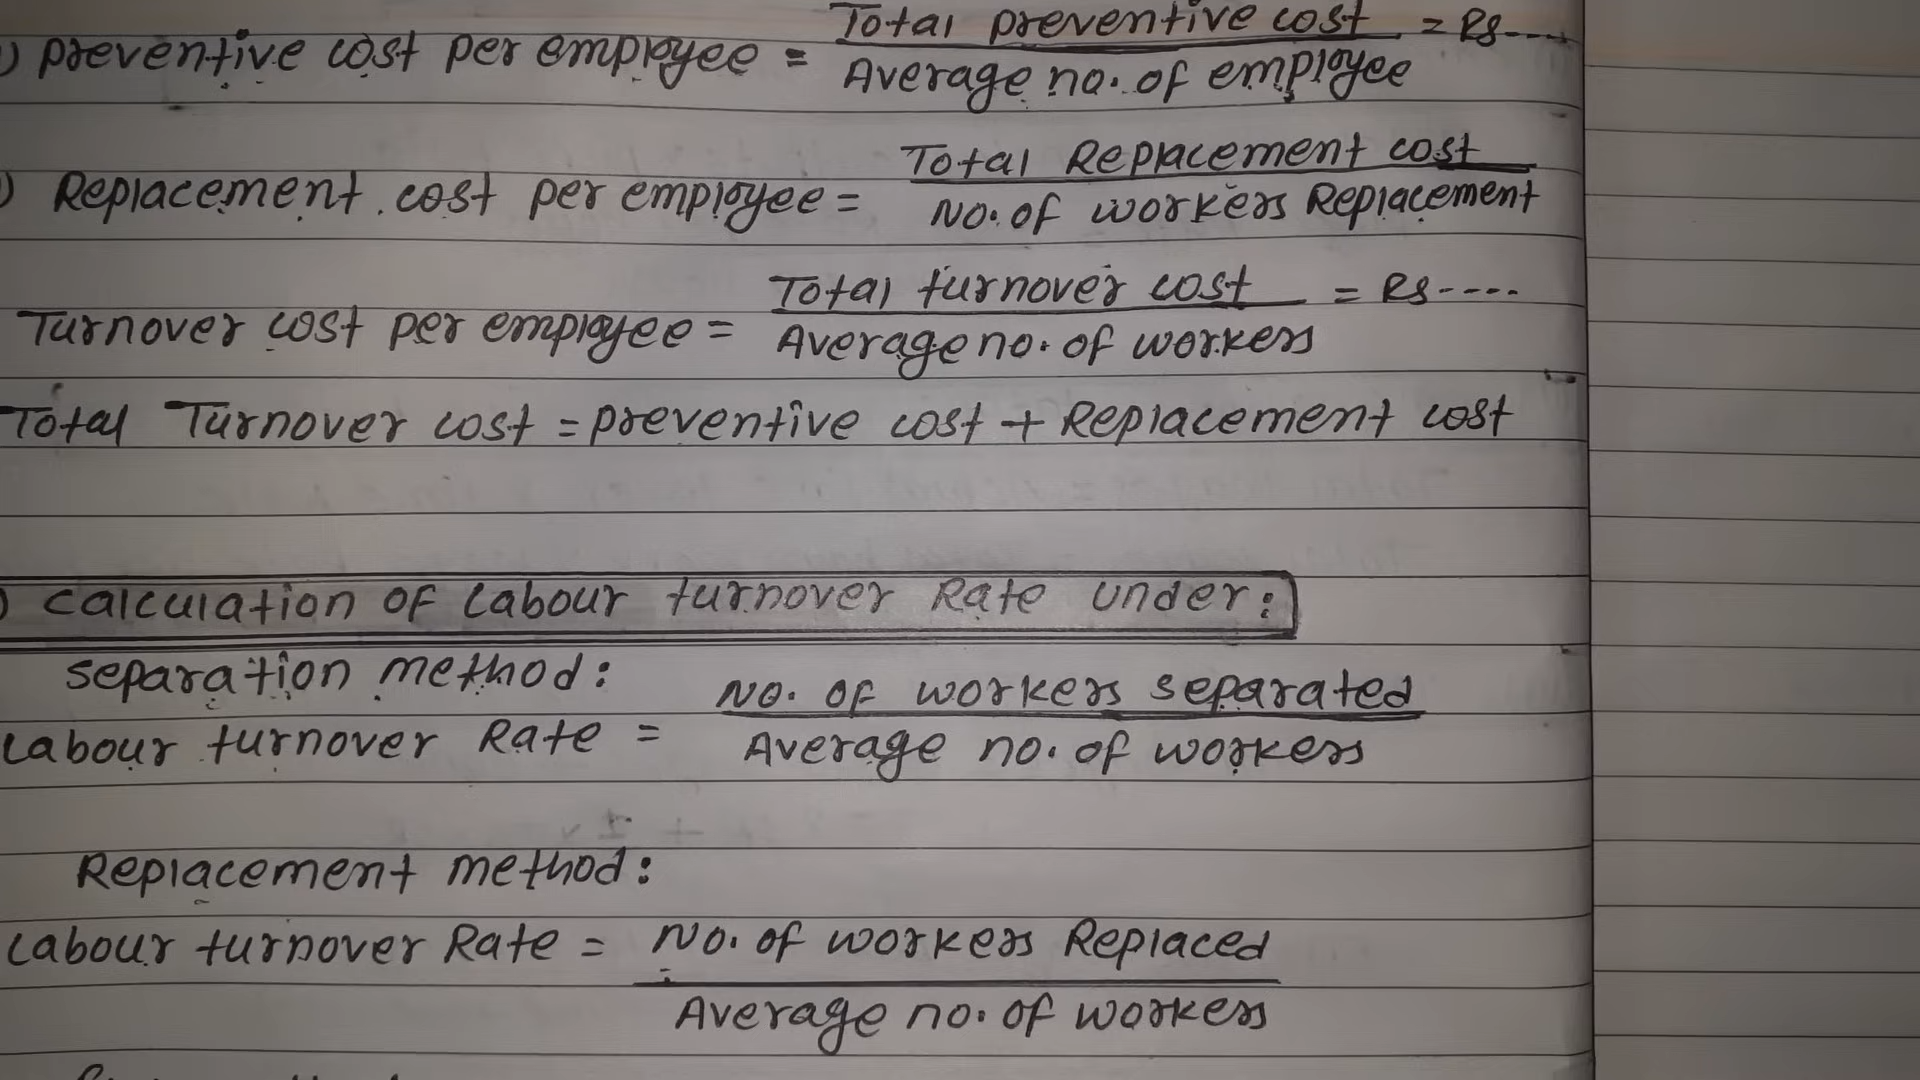 Preventive cost per employee = Total preventive cost / Average no. of employee = Rs----
Replacement cost per employee = Total Replacement cost / No. of workers Replacement
Turnover cost per employee = Total turnover cost / Average no. of workers = Rs----
Total Turnover cost = preventive cost + Replacement cost
Calculation of Labour turnover Rate under:
Separation method:
Labour turnover Rate = No. of workers separated / Average no. of workers
Replacement method:
Labour turnover Rate = No. of workers Replaced / Average no. of workers